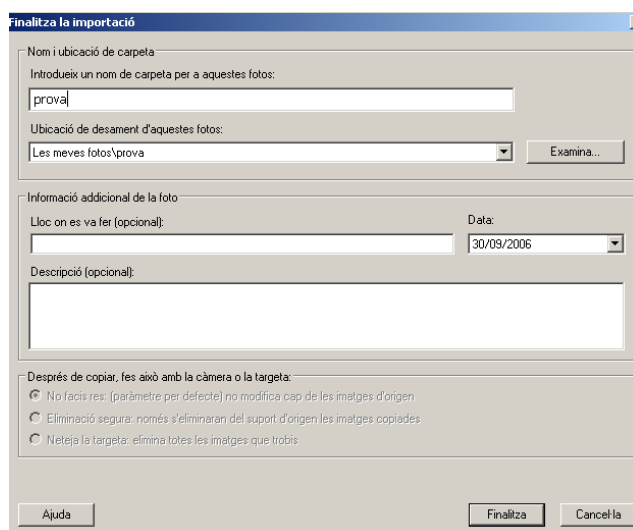 Finalitza la importació
Nom i ubicació de carpeta
Introdueix un nom de carpeta per a aquestes fotos:
prova
Ubicació de desament d'aquestes fotos:
Les meves fotos\prova
Examina...
Informació addicional de la foto
Lloc on es va fer (opcional):
Data:
30/09/2006
Descripció (opcional):
Després de copiar, fes això amb la càmera o la targeta:
No facis res: (paràmetre per defecte) no modifica cap de les imatges d'origen
Eliminació segura: només s'eliminaran del suport d'origen les imatges copiades
Neteja la targeta: elimina totes les imatges que trobis
Ajuda
Finalitza
Cancel·la